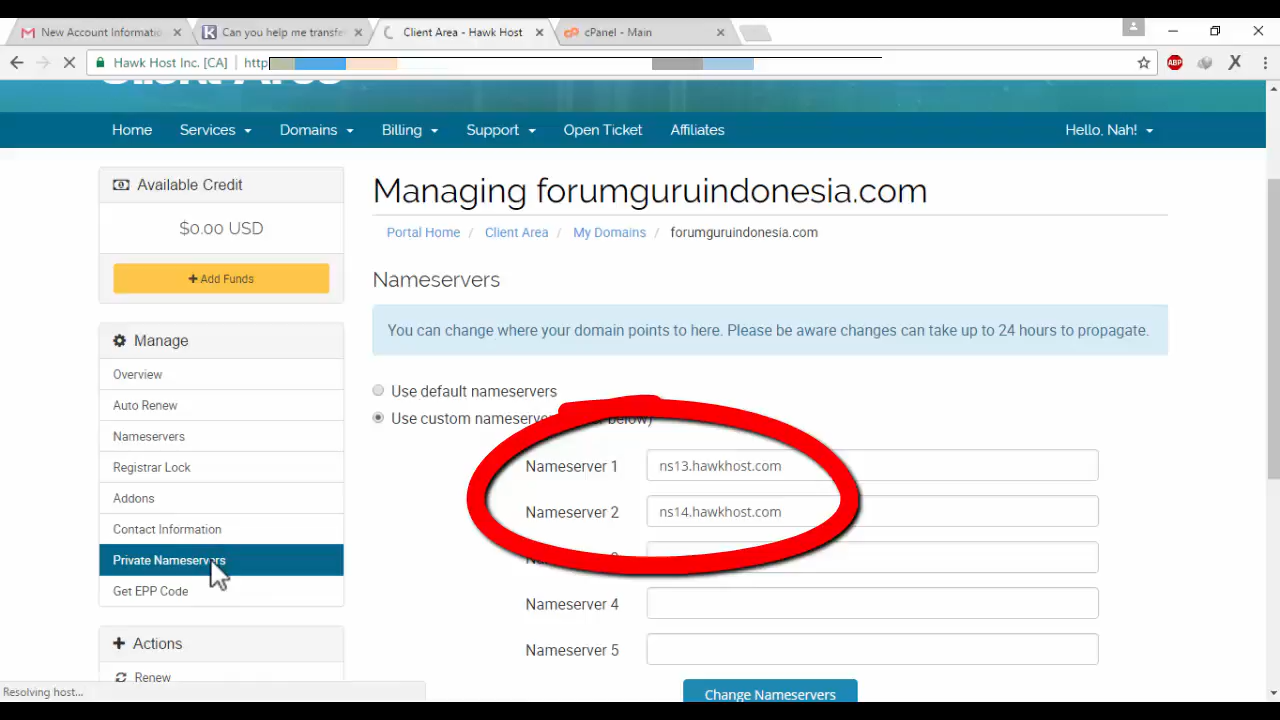 New Account Informatio
Can you help me transfe
Client Area - Hawk Host
cP cPanel - Main
Hawk Host Inc. [CA]
http
ABP
X
Home
Services
Domains
Billing
Support
Open Ticket
Affiliates
Hello, Nah!
Available Credit
$0.00 USD
Add Funds
Manage
Overview
Auto Renew
Nameservers
Registrar Lock
Addons
Contact Information
Private Nameservers
Get EPP Code
Actions
Renew
Managing forumguruindonesia.com
Portal Home / Client Area / My Domains / forumguruindonesia.com
Nameservers
You can change where your domain points to here. Please be aware changes can take up to 24 hours to propagate.
Use default nameservers
Use custom nameserve below)
Nameserver 1 ns13.hawkhost.com
Nameserver 2 ns14.hawkhost.com
Nameserver 4
Nameserver 5
Change Nameservers
Resolving host...